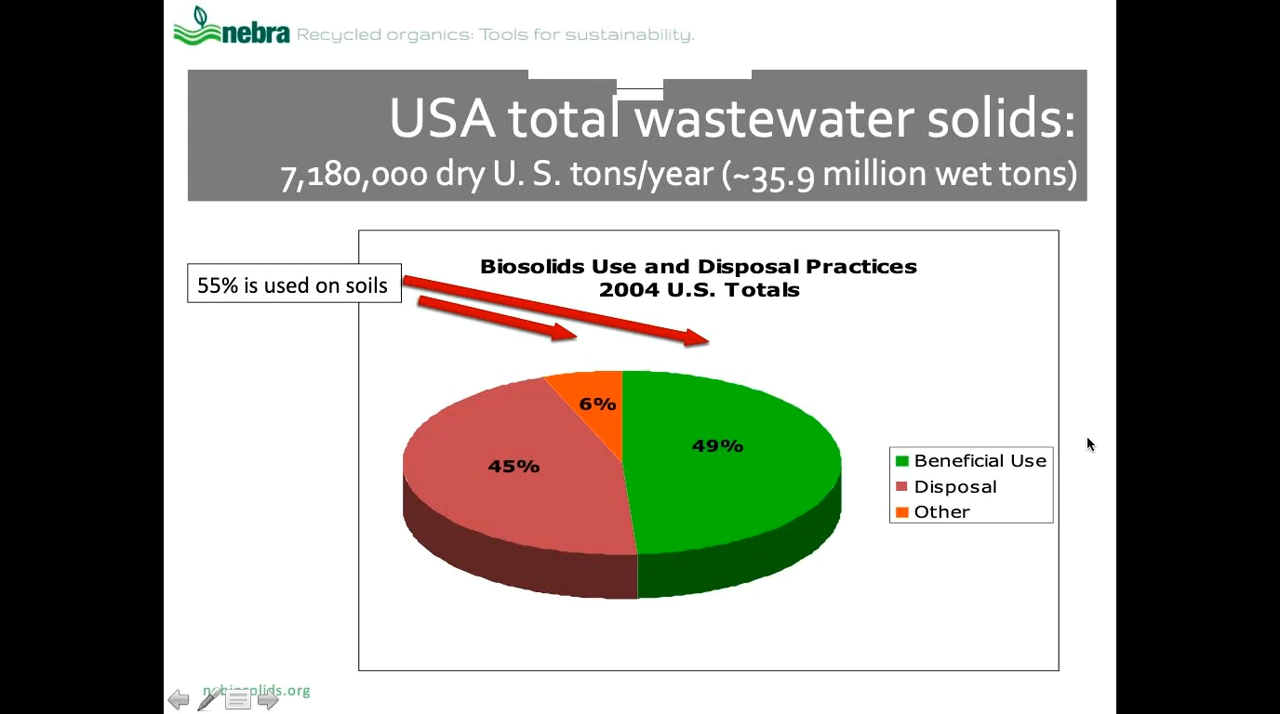 nebra Recycled organics: Tools for sustainability.
USA total wastewater solids:
7,180,000 dry U. S. tons/year (~35.9 million wet tons)
55% is used on soils
Biosolids Use and Disposal Practices
2004 U.S. Totals
6%
49%
45%
Beneficial Use
Disposal
Other
nebiosolids.org